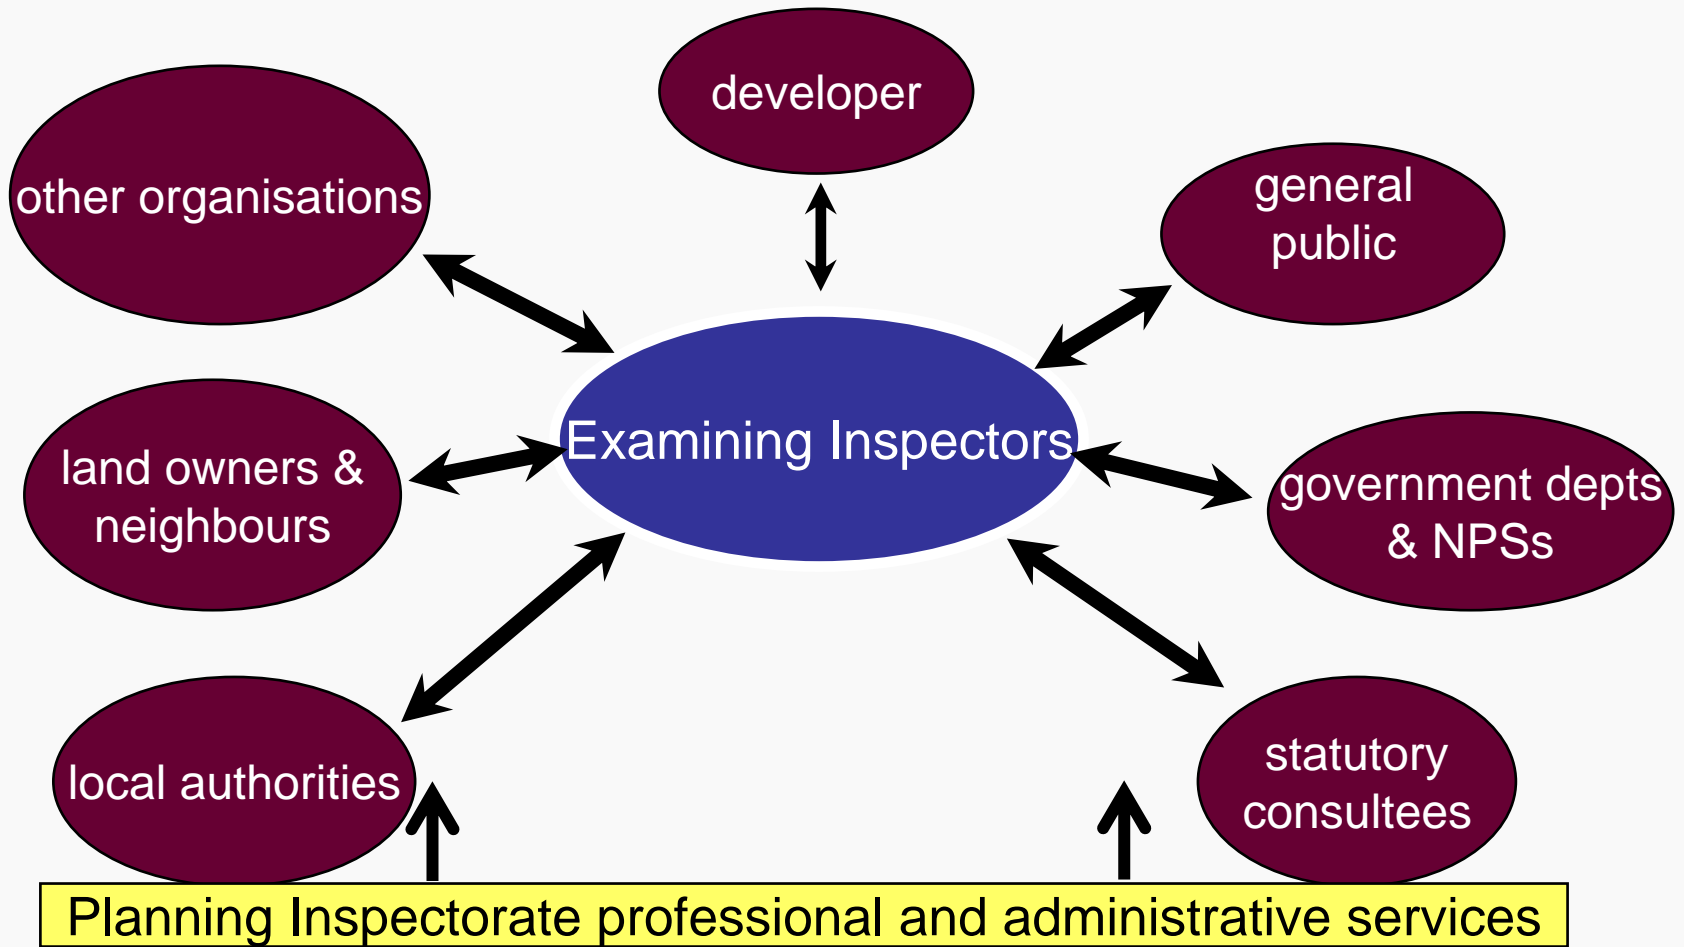 developer
other organisations
general
public
Examining Inspectors
land owners &
neighbours
government depts
& NPSs
local authorities
statutory
consultees
Planning Inspectorate professional and administrative services